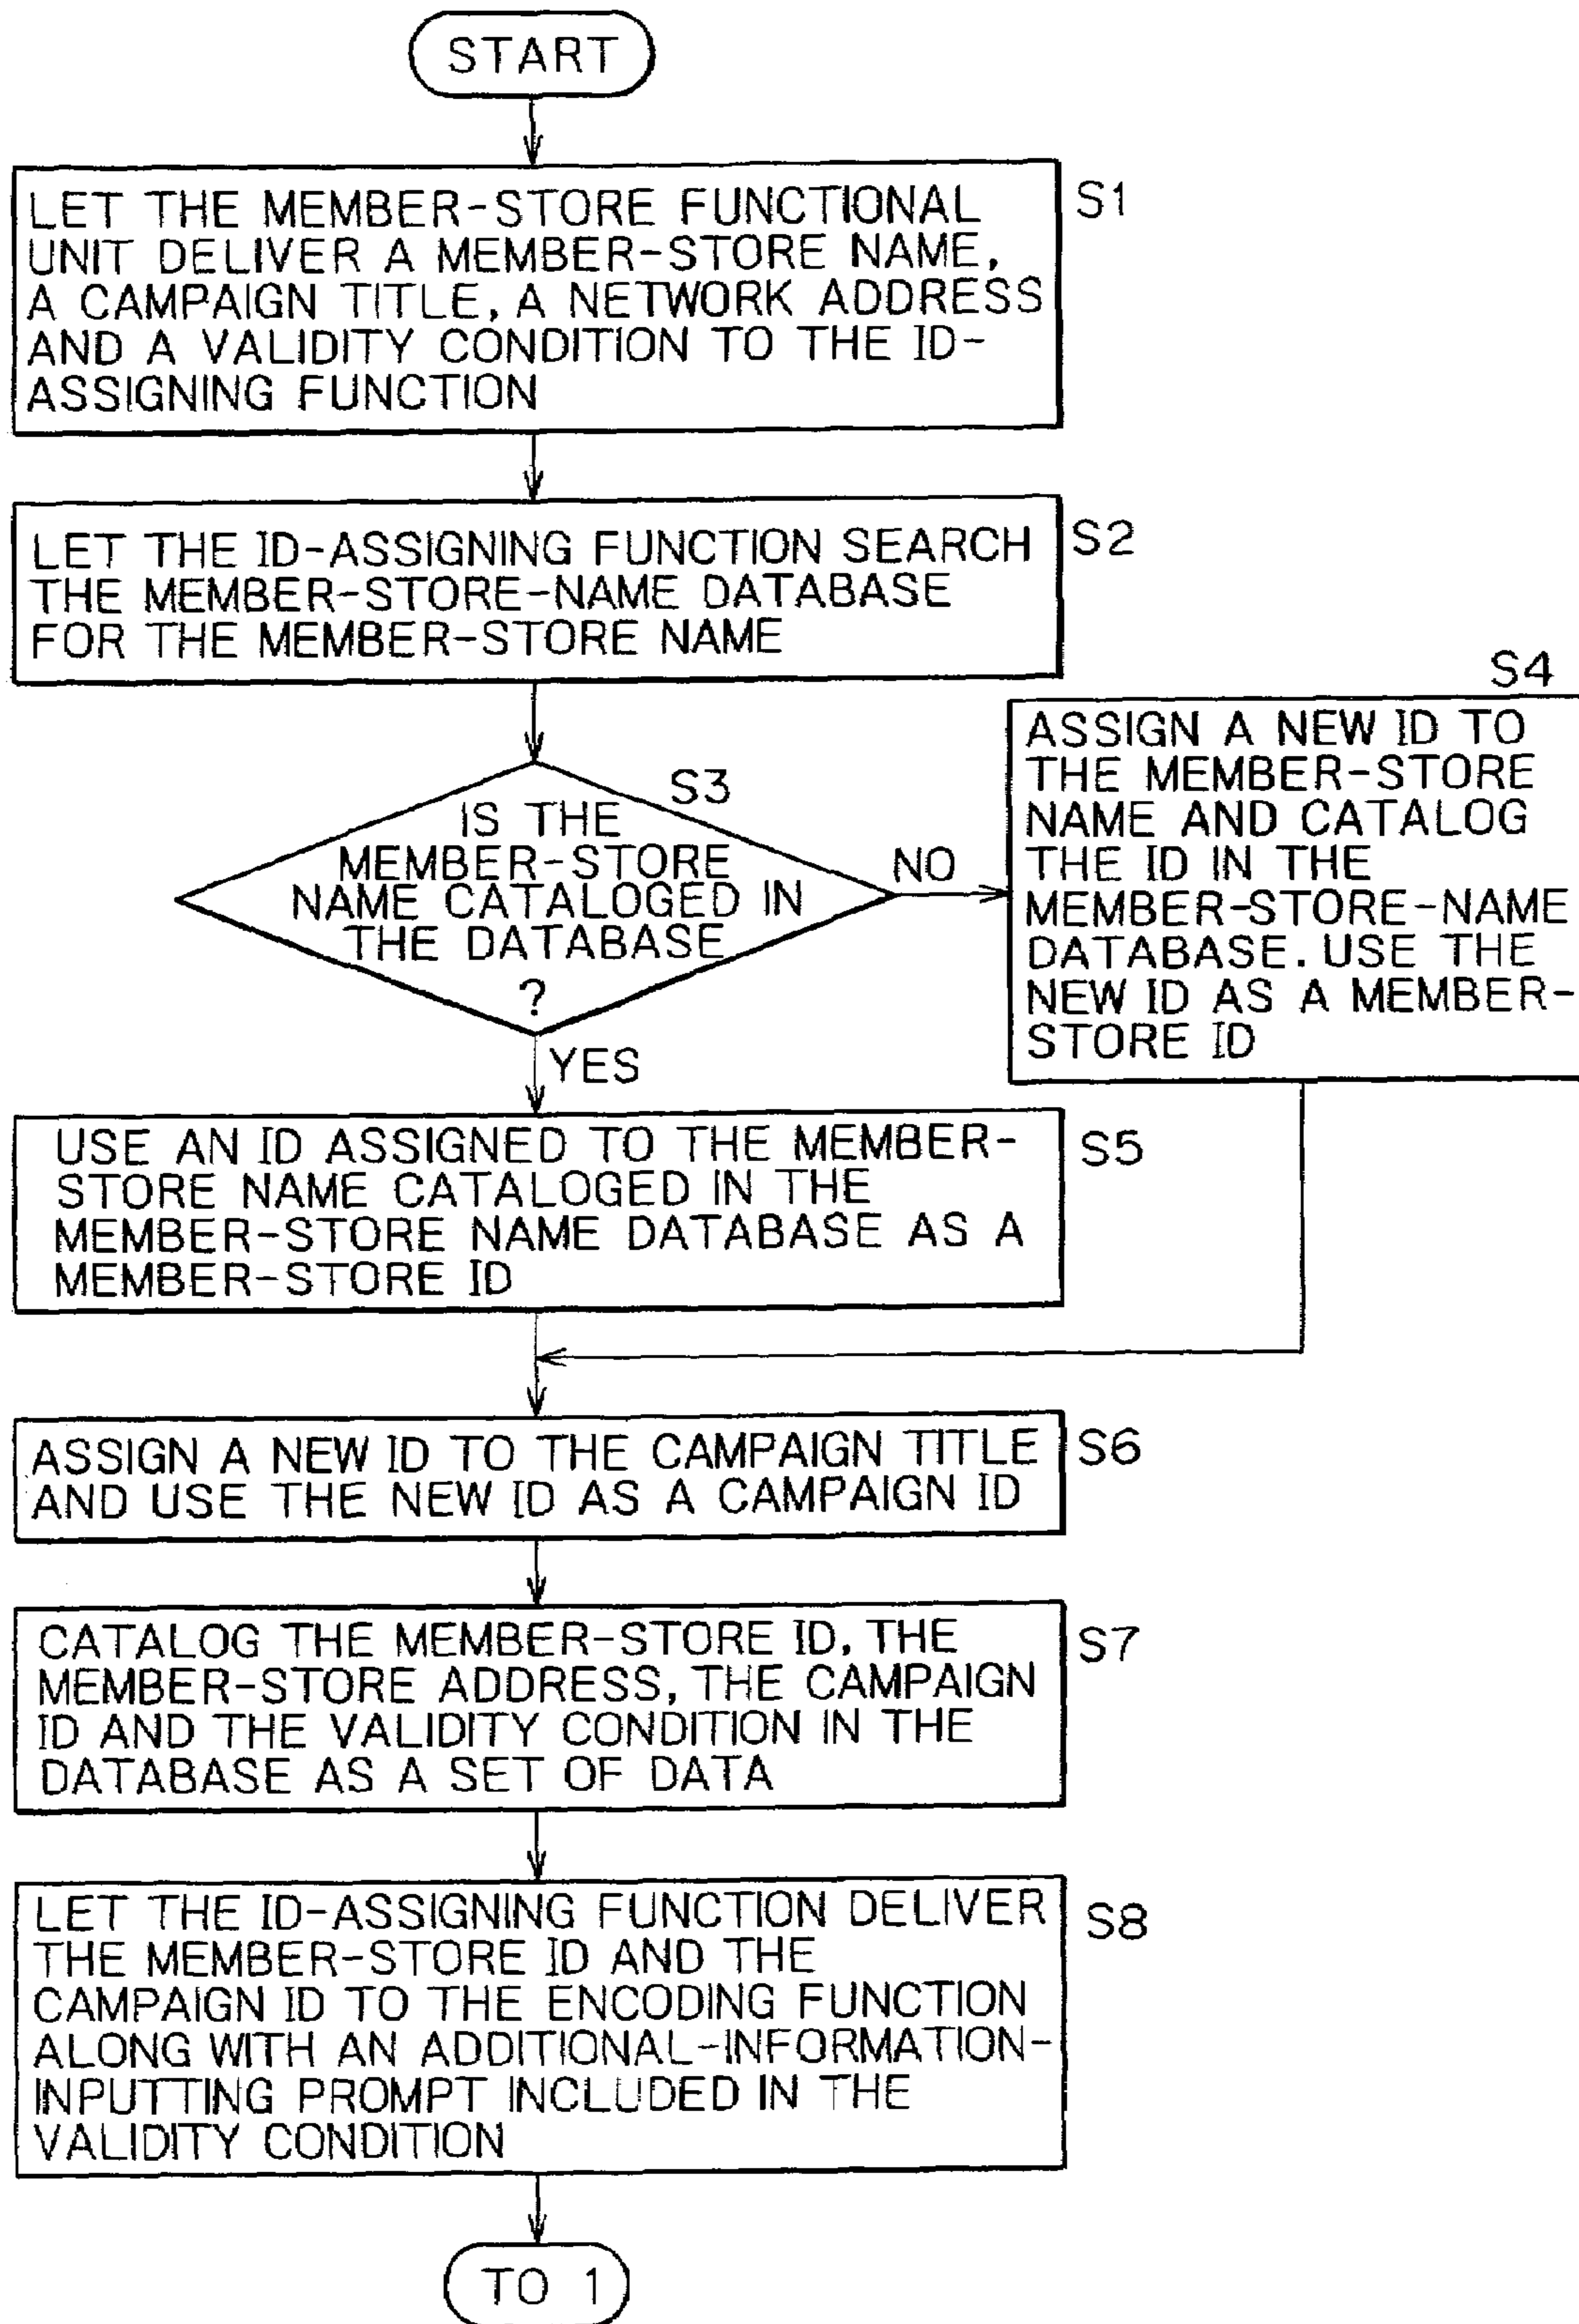 START
LET THE MEMBER-STORE FUNCTIONAL
UNIT DELIVER A MEMBER-STORE NAME,
A CAMPAIGN TITLE, A NETWORK ADDRESS
AND A VALIDITY CONDITION TO THE ID-
ASSIGNING FUNCTION
S1
LET THE ID-ASSIGNING FUNCTION SEARCH
THE MEMBER-STORE-NAME DATABASE
FOR THE MEMBER-STORE NAME
S2
S3
IS THE
MEMBER-STORE
NAME CATALOGED IN
THE DATABASE
?
NO
YES
S4
ASSIGN A NEW ID TO
THE MEMBER-STORE
NAME AND CATALOG
THE ID IN THE
MEMBER-STORE-NAME
DATABASE. USE THE
NEW ID AS A MEMBER-
STORE ID
USE AN ID ASSIGNED TO THE MEMBER-
STORE NAME CATALOGED IN THE
MEMBER-STORE NAME DATABASE AS A
MEMBER-STORE ID
S5
ASSIGN A NEW ID TO THE CAMPAIGN TITLE
AND USE THE NEW ID AS A CAMPAIGN ID
S6
CATALOG THE MEMBER-STORE ID, THE
MEMBER-STORE ADDRESS, THE CAMPAIGN
ID AND THE VALIDITY CONDITION IN THE
DATABASE AS A SET OF DATA
S7
LET THE ID-ASSIGNING FUNCTION DELIVER
THE MEMBER-STORE ID AND THE
CAMPAIGN ID TO THE ENCODING FUNCTION
ALONG WITH AN ADDITIONAL-INFORMATION-
INPUTTING PROMPT INCLUDED IN THE
VALIDITY CONDITION
S8
TO 1